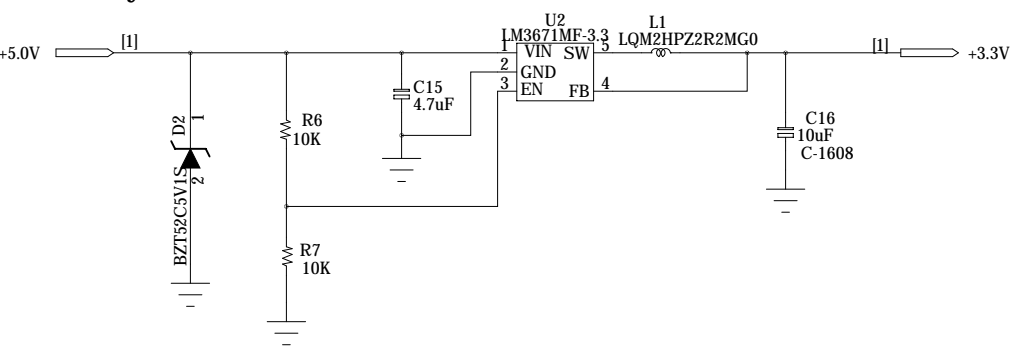 +5.0V
[1]
D2
1
2
BZT52C5V1S
R6
10K
R7
10K
C15
4.7uF
U2
LM3671MF-3.3
1
VIN
SW
5
2
GND
3
EN
FB
4
L1
LQM2HPZ2R2MG0
[1]
+3.3V
C16
10uF
C-1608